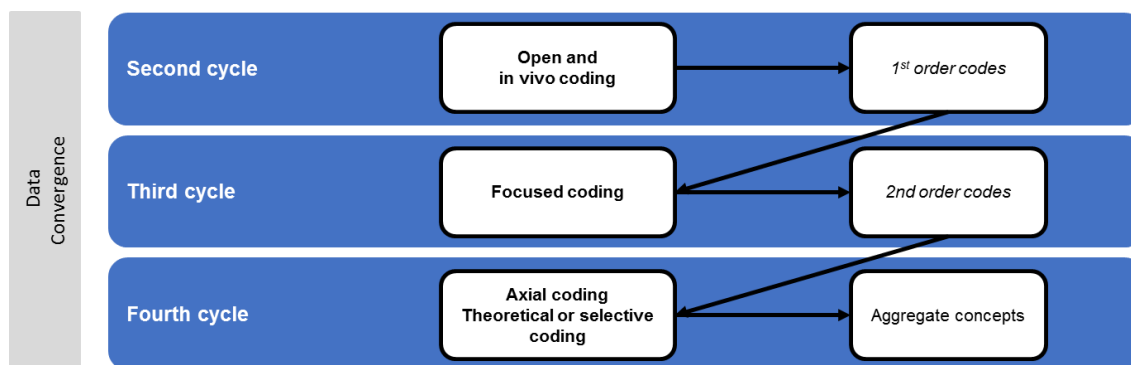 Data
Convergence
Second cycle
Open and
in vivo coding
1st order codes
Third cycle
Focused coding
2nd order codes
Fourth cycle
Axial coding
Theoretical or selective
coding
Aggregate concepts